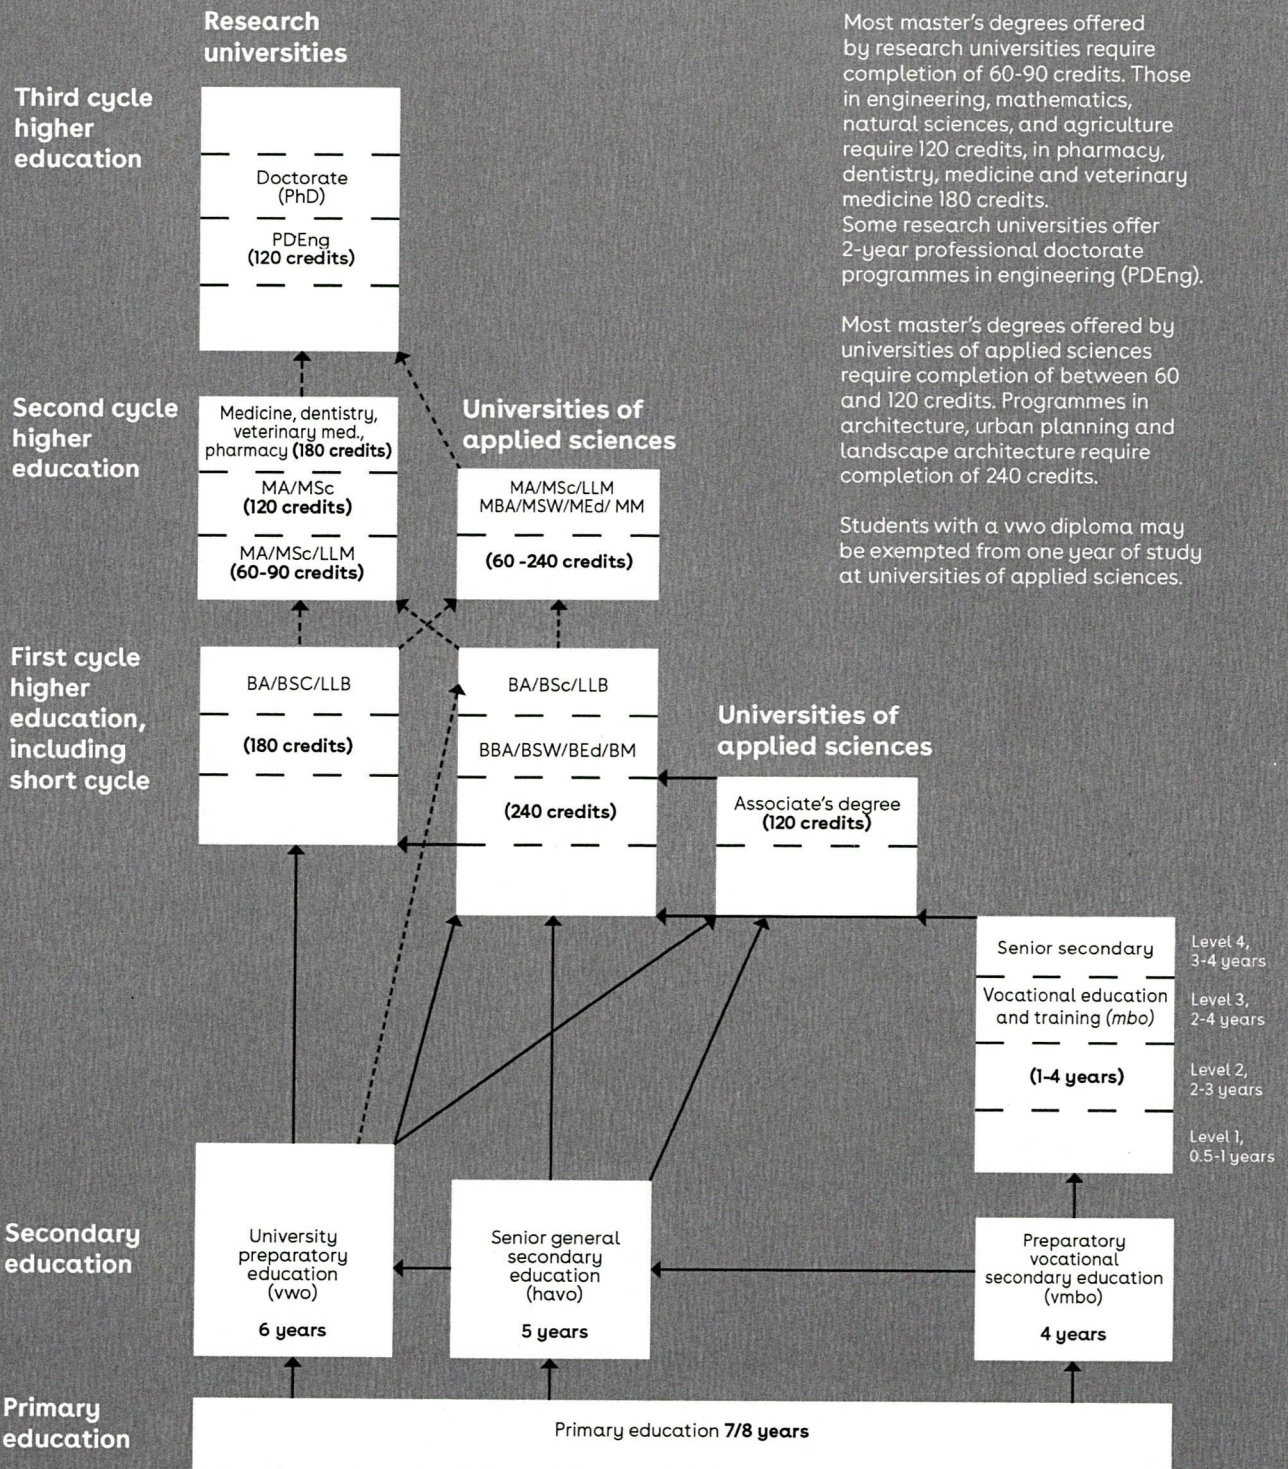 Research
universities
Third cycle
higher
education
Doctorate
(PhD)
PDEng
(120 credits)
Most master's degrees offered
by research universities require
completion of 60-90 credits. Those
in engineering, mathematics,
natural sciences, and agriculture
require 120 credits, in pharmacy,
dentistry, medicine and veterinary
medicine 180 credits.
Some research universities offer
2-year professional doctorate
programmes in engineering (PDEng).
Most master's degrees offered by
universities of applied sciences
require completion of between 60
and 120 credits. Programmes in
architecture, urban planning and
landscape architecture require
completion of 240 credits.
Students with a vwo diploma may
be exempted from one year of study
at universities of applied sciences.
Second cycle
higher
education
Medicine, dentistry,
veterinary med.,
pharmacy (180 credits)
MA/MSc
(120 credits)
MA/MSc/LLM
(60-90 credits)
Universities of
applied sciences
MA/MSc/LLM
MBA/MSW/MEd/ MM
(60 -240 credits)
First cycle
higher
education,
including
short cycle
BA/BSC/LLB
(180 credits)
BA/BSc/LLB
BBA/BSW/BEd/BM
(240 credits)
Universities of
applied sciences
Associate's degree
(120 credits)
Senior secondary
Vocational education
and training (mbo)
(1-4 years)
Level 4,
3-4 years
Level 3,
2-4 years
Level 2,
2-3 years
Level 1,
0.5-1 years
Secondary
education
University
preparatory
education
(vwo)
6 years
Senior general
secondary
education
(havo)
5 years
Preparatory
vocational
secondary education
(vmbo)
4 years
Primary
education
Primary education 7/8 years